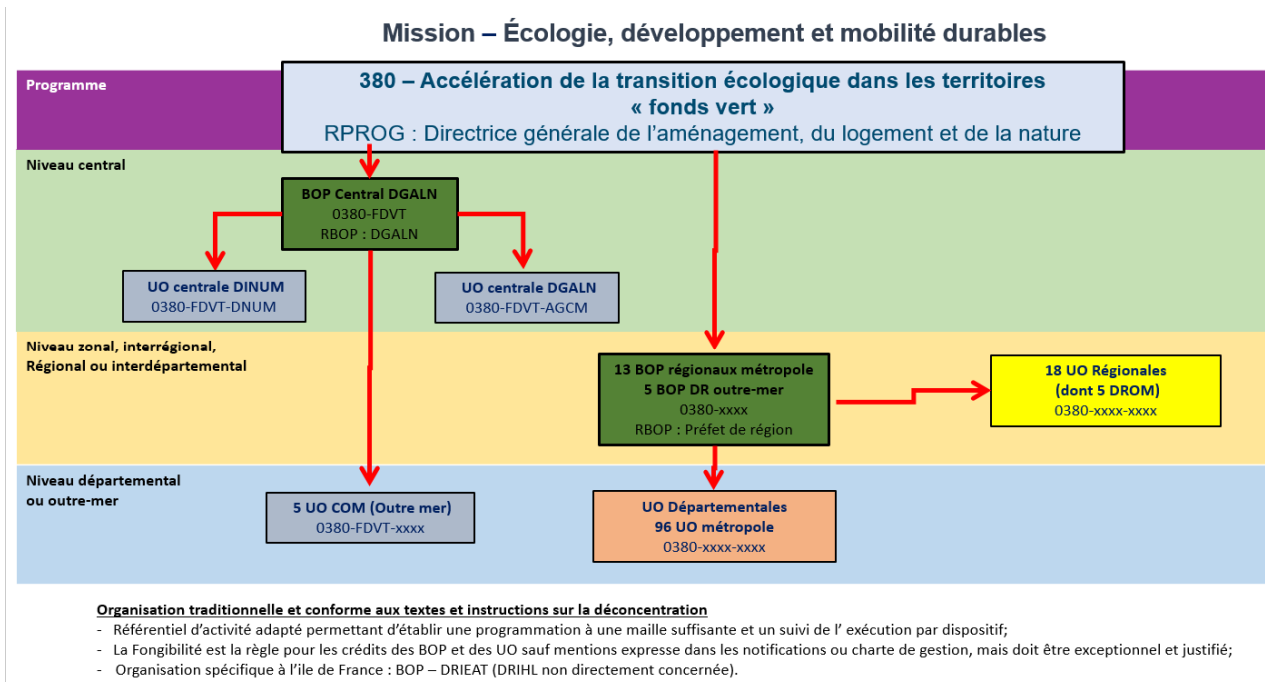 Mission – Écologie, développement et mobilité durables
Programme
380 – Accélération de la transition écologique dans les territoires
« fonds vert »
RPROG : Directrice générale de l'aménagement, du logement et de la nature
Niveau central
BOP Central DGALN
0380-FDVT
RBOP : DGALN
UO centrale DINUM
0380-FDVT-DNUM
UO centrale DGALN
0380-FDVT-AGCM
Niveau zonal, interrégional,
Régional ou interdépartemental
13 BOP régionaux métropole
5 BOP DR outre-mer
0380-xxxx
RBOP : Préfet de région
18 UO Régionales
(dont 5 DROM)
0380-xxxx-xxxx
Niveau départemental
ou outre-mer
5 UO COM (Outre mer)
0380-FDVT-xxxx
UO Départementales
96 UO métropole
0380-xxxx-xxxx
Organisation traditionnelle et conforme aux textes et instructions sur la déconcentration
- Référentiel d'activité adapté permettant d'établir une programmation à une maille suffisante et un suivi de l' exécution par dispositif;
- La Fongibilité est la règle pour les crédits des BOP et des UO sauf mentions expresse dans les notifications ou charte de gestion, mais doit être exceptionnel et justifié;
- Organisation spécifique à l'ile de France : BOP – DRIEAT (DRIHL non directement concernée).